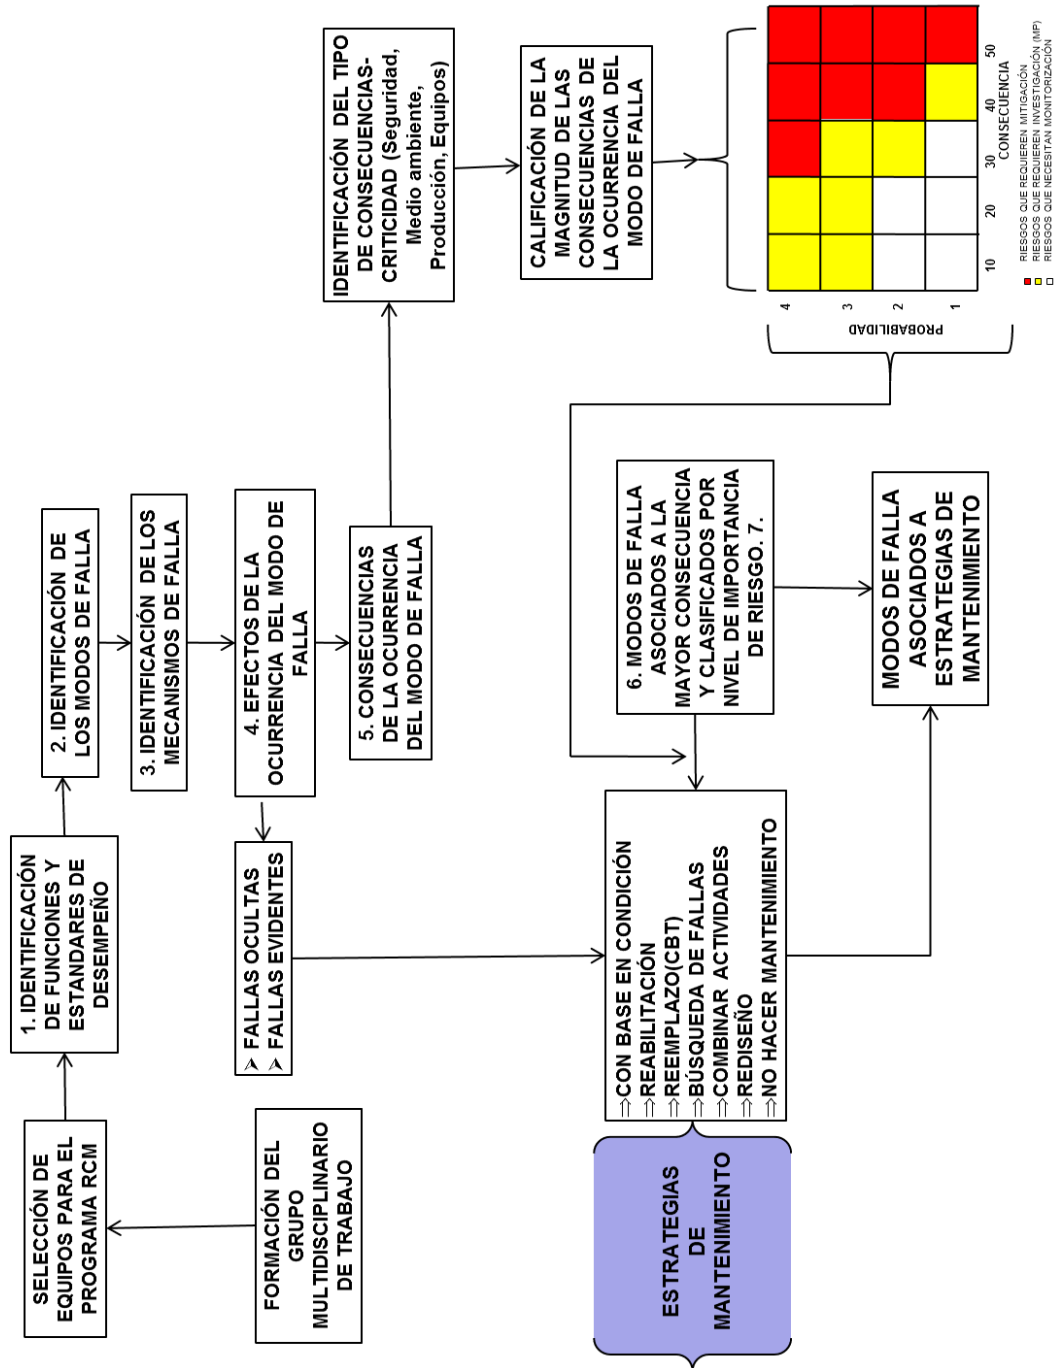 FORMACIÓN DEL
GRUPO
MULTIDISCIPLINARIO
DE TRABAJO
SELECCIÓN DE
EQUIPOS PARA EL
PROGRAMA RCM
1. IDENTIFICACIÓN
DE FUNCIONES Y
ESTANDARES DE
DESEMPEÑO
2. IDENTIFICACIÓN DE
LOS MODOS DE FALLA
3. IDENTIFICACIÓN DE LOS
MECANISMOS DE FALLA
4. EFECTOS DE LA
OCURRENCIA DEL MODO DE
FALLA
➢ FALLAS OCULTAS
➢ FALLAS EVIDENTES
5. CONSECUENCIAS
DE LA OCURRENCIA
DEL MODO DE FALLA
IDENTIFICACIÓN DEL TIPO
DE CONSECUENCIAS-
CRITICIDAD (Seguridad,
Medio ambiente,
Producción, Equipos)
CALIFICACIÓN DE LA
MAGNITUD DE LAS
CONSECUENCIAS DE
LA OCURRENCIA DEL
MODO DE FALLA
PROBABILIDAD
4
3
2
1
10 20 30 40 50
CONSECUENCIA
RIESGOS QUE REQUIEREN MITIGACIÓN
RIESGOS QUE REQUIEREN INVESTIGACIÓN (MP)
RIESGOS QUE NECESITAN MONITORIZACIÓN
6. MODOS DE FALLA
ASOCIADOS A LA
MAYOR CONSECUENCIA
Y CLASIFICADOS POR
NIVEL DE IMPORTANCIA
DE RIESGO. 7.
ESTRATEGIAS
DE
MANTENIMIENTO
⇒CON BASE EN CONDICIÓN
⇒REABILITACIÓN
⇒REEMPLAZO(CBT)
⇒BÚSQUEDA DE FALLAS
⇒COMBINAR ACTIVIDADES
⇒REDISEÑO
⇒NO HACER MANTENIMIENTO
MODOS DE FALLA
ASOCIADOS A
ESTRATEGIAS DE
MANTENIMIENTO